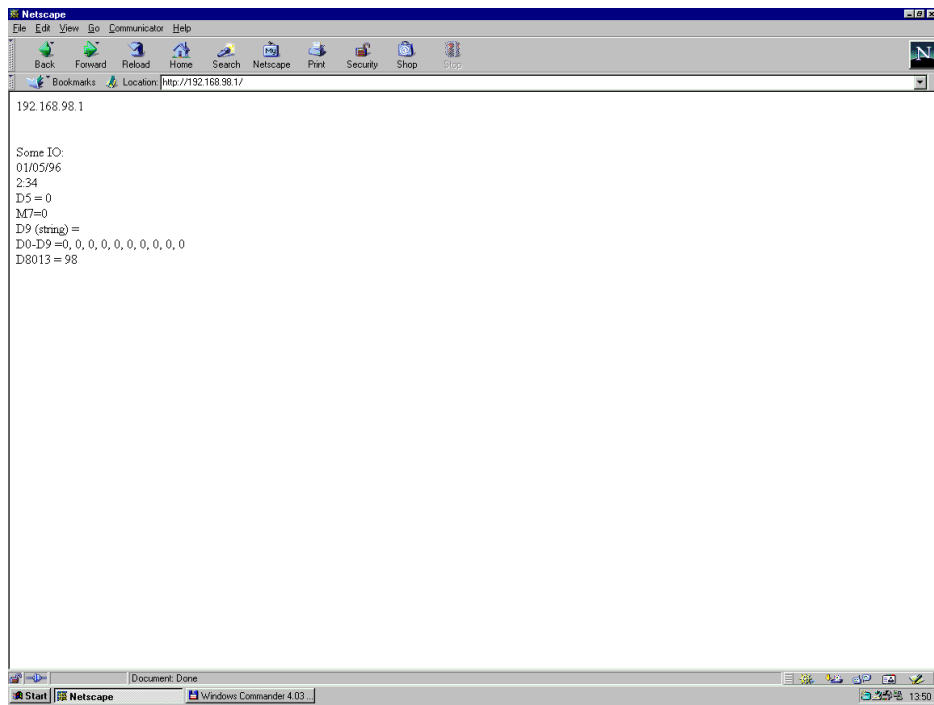 Netscape
File Edit View Go Communicator Help
Back Forward Reload Home Search Netscape Print Security Shop Stop
My
N
Bookmarks Location: http://192.168.98.1/
192.168.98.1
Some IO:
01/05/96
2:34
D5 = 0
M7=0
D9 (string) =
D0-D9 =0, 0, 0, 0, 0, 0, 0, 0, 0, 0
D8013 = 98
Document: Done
Start Netscape Windows Commander 4.03 ... 13:50